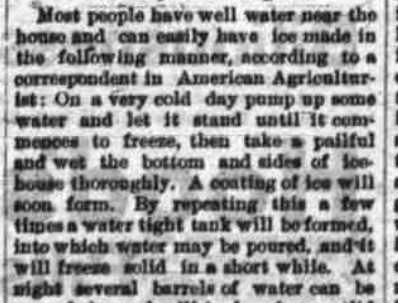 Most people have well water near the
house and can easily have ice made in
the following manner, according to a
correspondent in American Agricultur-
ist: On a very cold day pump up some
water and let it stand until it com-
mences to freeze, then take a pailful
and wet the bottom and sides of ice-
house thoroughly. A coating of ice will
soon form. By repeating this a few
times a water tight tank will be formed,
into which water may be poured, and it
will freeze solid in a short while. At
night several barrels of water can be